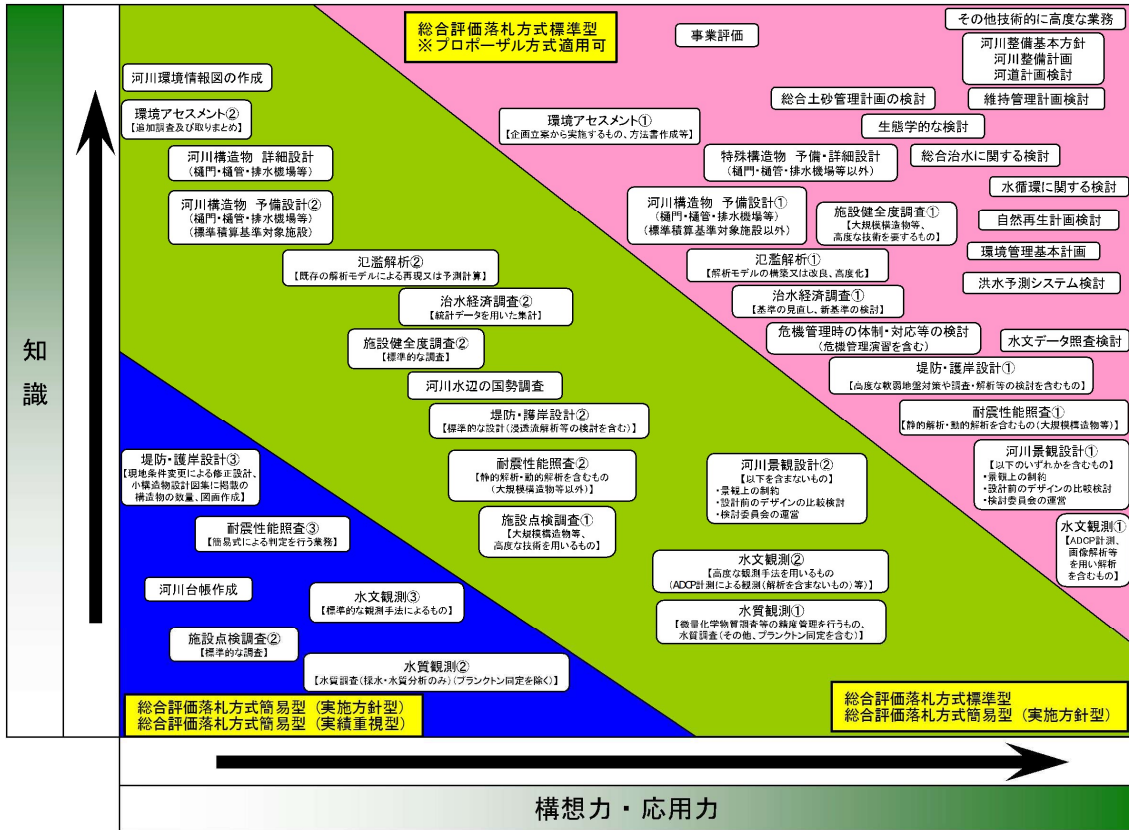 総合評価落札方式標準型
※プロポーザル方式適用可
事業評価
その他技術的に高度な業務
河川整備基本方針
河川整備計画
河道計画検討
河川環境情報図の作成
総合土砂管理計画の検討
維持管理計画検討
環境アセスメント②
【追加調査及び取りまとめ】
環境アセスメント①
【企画立案から実施するもの、方法書作成等】
生態学的な検討
河川構造物 詳細設計
（樋門・樋管・排水機場等）
特殊構造物 予備・詳細設計
（樋門・樋管・排水機場等以外）
総合治水に関する検討
水循環に関する検討
河川構造物 予備設計②
（樋門・樋管・排水機場等）
（標準積算基準対象施設）
河川構造物 予備設計①
（樋門・樋管・排水機場等）
（標準積算基準対象施設以外）
施設健全度調査①
【大規模構造物等、
高度な技術を要するもの】
自然再生計画検討
環境管理基本計画
氾濫解析②
【既存の解析モデルによる再現又は予測計算】
氾濫解析①
【解析モデルの構築又は改良、高度化】
洪水予測システム検討
治水経済調査②
【統計データを用いた集計】
治水経済調査①
【基準の見直し、新基準の検討】
施設健全度調査②
【標準的な調査】
危機管理時の体制・対応等の検討
（危機管理演習を含む）
水文データ照査検討
知
識
河川水辺の国勢調査
堤防・護岸設計①
【高度な軟弱地盤対策や調査・解析等の検討を含むもの】
堤防・護岸設計②
【標準的な設計（浸透流解析等の検討を含む）】
耐震性能照査①
【静的解析・動的解析を含むもの（大規模構造物等）】
堤防・護岸設計③
【現地条件変更による修正設計、
小構造物設計図集に掲載の
構造物の数量、図面作成】
耐震性能照査②
【静的解析・動的解析を含むもの
（大規模構造物等以外）】
河川景観設計②
【以下を含まないもの】
・景観上の制約
・設計前のデザインの比較検討
・検討委員会の運営
河川景観設計①
【以下のいずれかを含むもの】
・景観上の制約
・設計前のデザインの比較検討
・検討委員会の運営
耐震性能照査③
【簡易式による判定を行う業務】
施設点検調査①
【大規模構造物等、
高度な技術を用いるもの】
水文観測①
【ADCP計測、
画像解析等
を用い解析
を含むもの】
水文観測②
【高度な観測手法を用いるもの
（ADCP計測による観測（解析を含まないもの）等）】
河川台帳作成
水文観測③
【標準的な観測手法によるもの】
水質観測①
【微量化学物質調査等の精度管理を行うもの、
水質調査（その他、プランクトン同定を含む）】
施設点検調査②
【標準的な調査】
水質観測②
【水質調査（採水・水質分析のみ）（プランクトン同定を除く）】
総合評価落札方式簡易型（実施方針型）
総合評価落札方式簡易型（実績重視型）
総合評価落札方式標準型
総合評価落札方式簡易型（実施方針型）
構想力・応用力